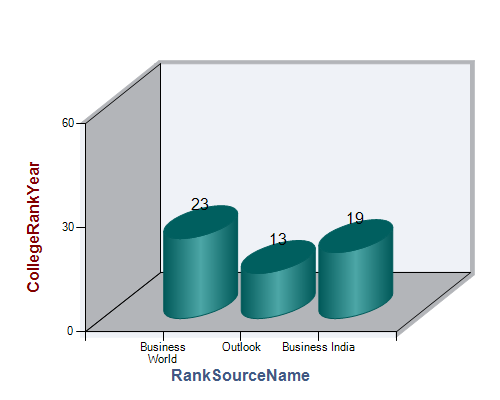 CollegeRankYear
60
30
0
23
13
19
Business
World
Outlook
Business India
RankSourceName